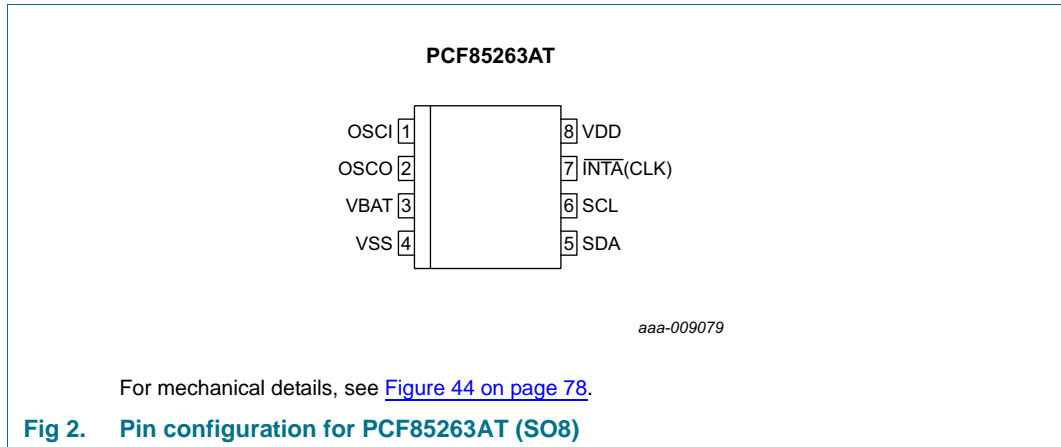 PCF85263AT
OSCI 1 8 VDD
OSCO 2 7 INTA(CLK)
VBAT 3 6 SCL
VSS 4 5 SDA
aaa-009079
For mechanical details, see Figure 44 on page 78.
Fig 2. Pin configuration for PCF85263AT (SO8)